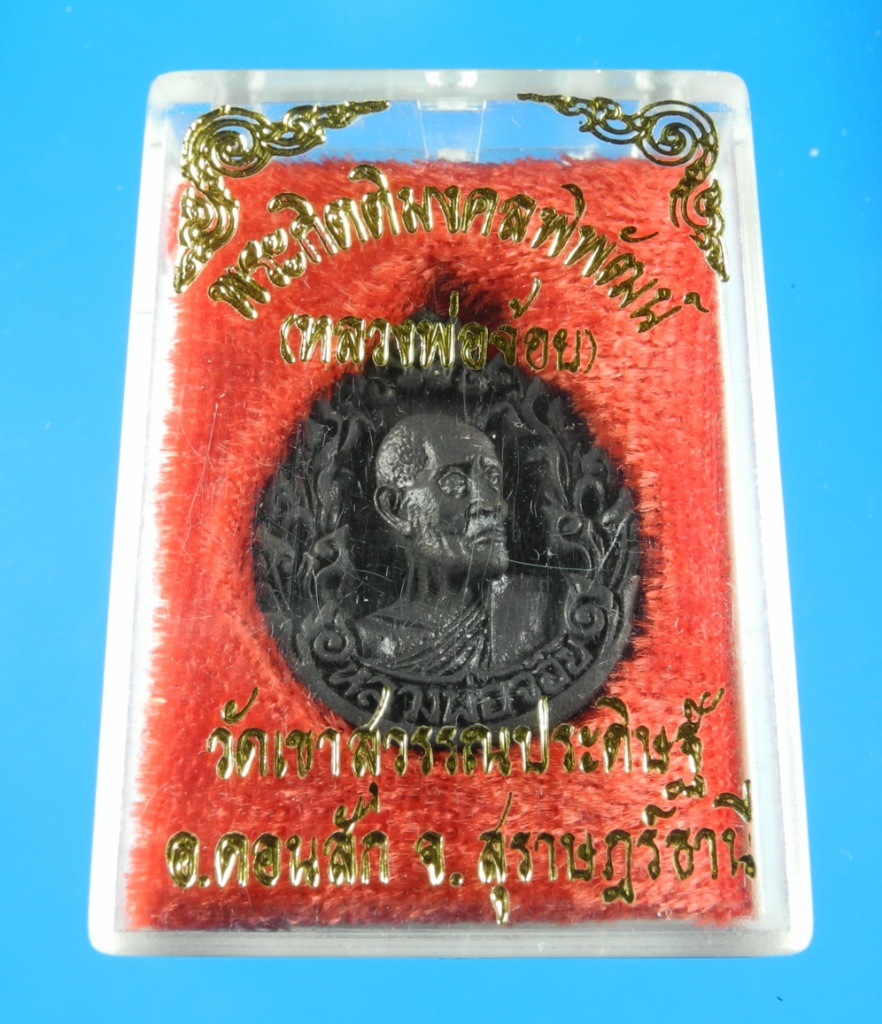 พระกิตติมงคลพิพัฒน์
(หลวงพ่อจ้อย)
หลวงพ่อจ้อย
วัดเขาสุวรรณประดิษฐ์
อ.ดอนสัก จ.สุราษฎร์ธานี